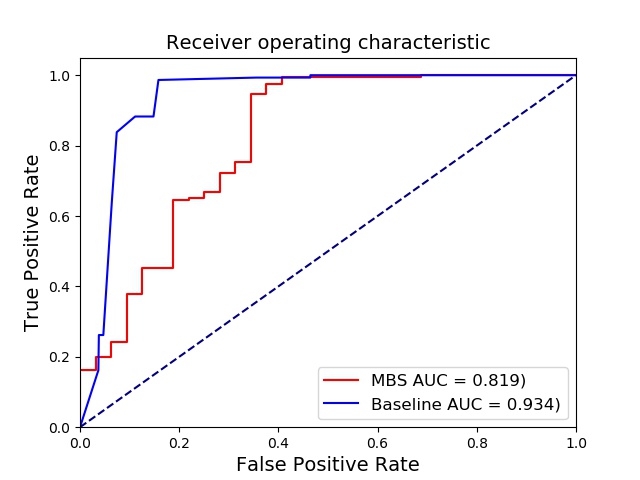 Receiver operating characteristic
True Positive Rate
1.0
0.8
0.6
0.4
0.2
0.0
0.0 0.2 0.4 0.6 0.8 1.0
False Positive Rate
MBS AUC = 0.819)
Baseline AUC = 0.934)